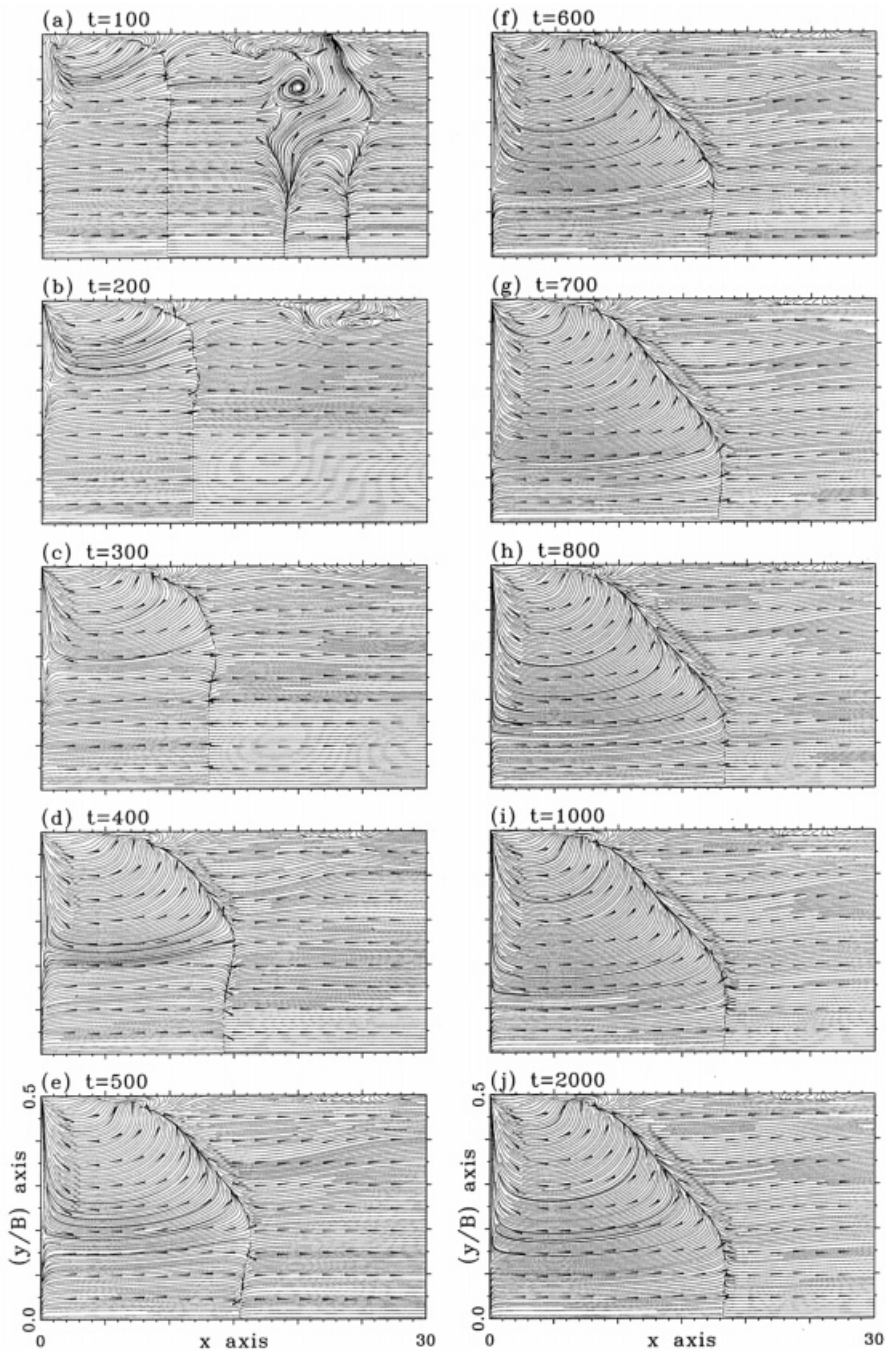 (a) t=100
(b) t=200
(c) t=300
(d) t=400
(e) t=500
0.5
(y/B) axis
0.0
0
x axis
30
(f) t=600
(g) t=700
(h) t=800
(i) t=1000
(j) t=2000
0.5
(y/B) axis
0.0
0
x axis
30